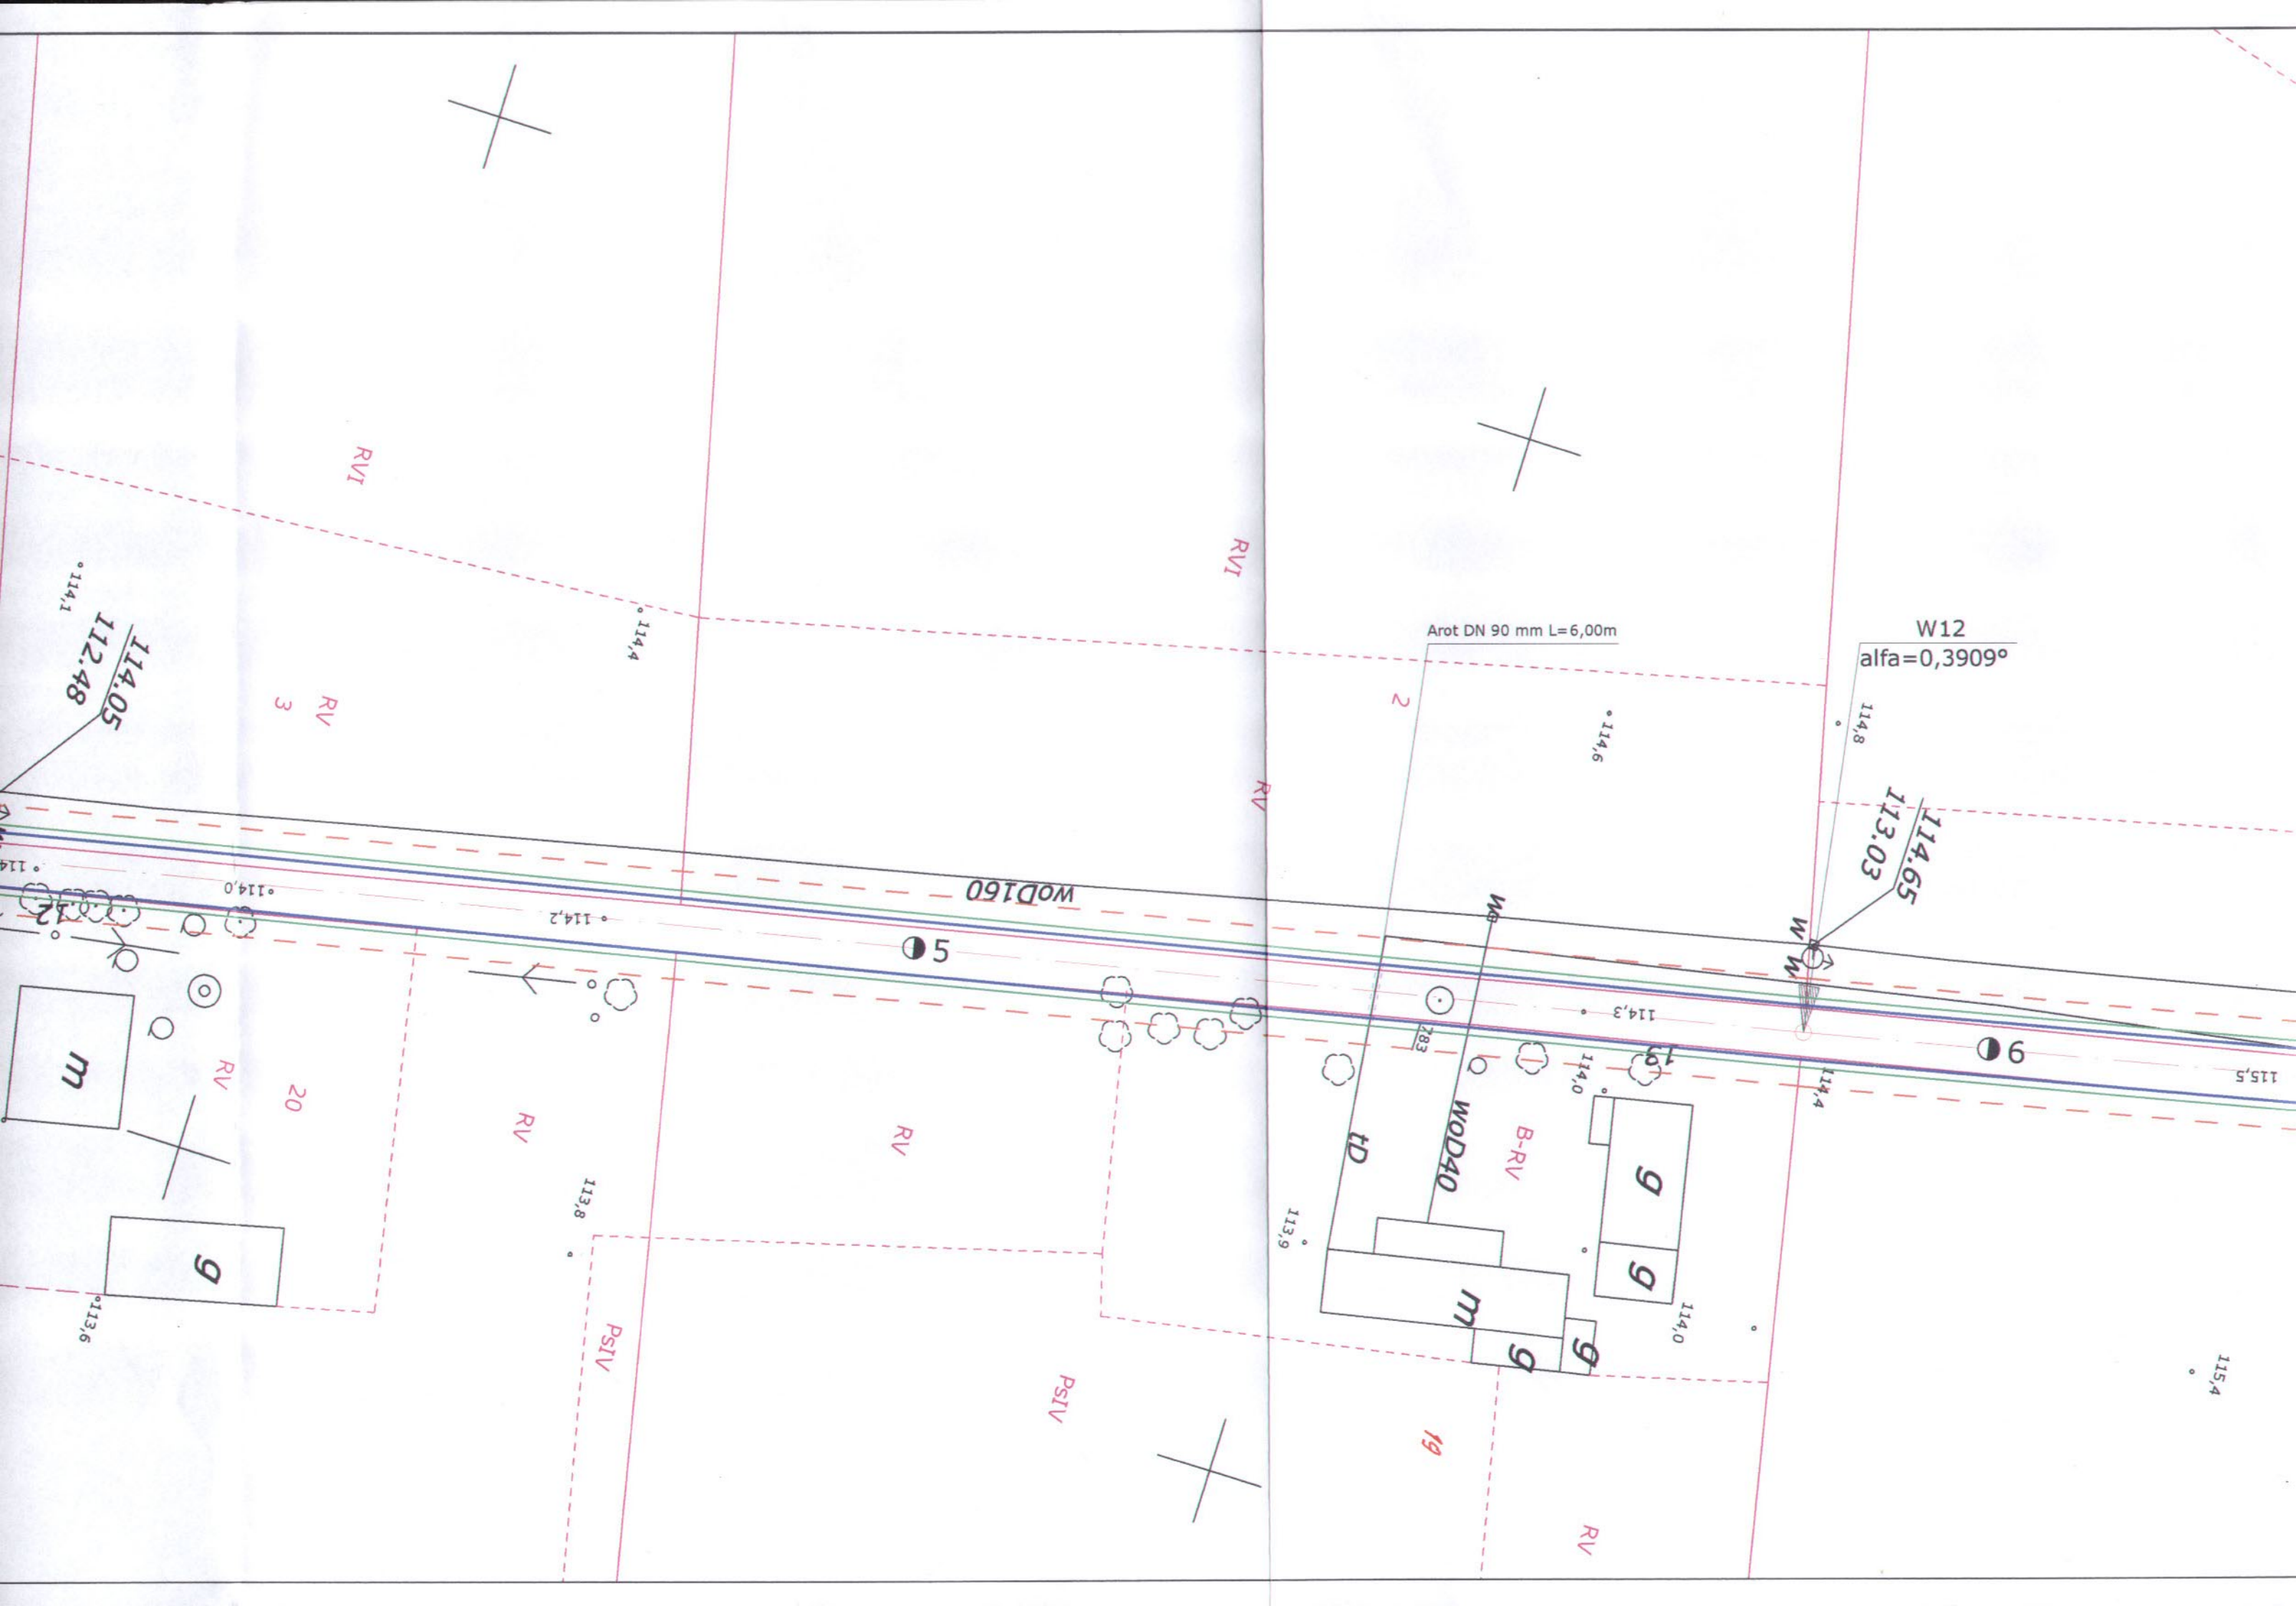 RVI
RVI
114,1
114.05
112.48
114,4
Arot DN 90 mm L=6,00m
W12
alfa=0,3909°
RV
3
2
114,6
114,8
RV
114.65
113.03
woD160
w
w
w
114,0
114,2
5
783
114,3
19
6
114,0
114,4
115,5
m
RV
20
RV
RV
tD
woD40
B-RV
g
g
g
113,8
113,9
113,6
PsIV
PsIV
m
g
g
114,0
115,4
19
RV